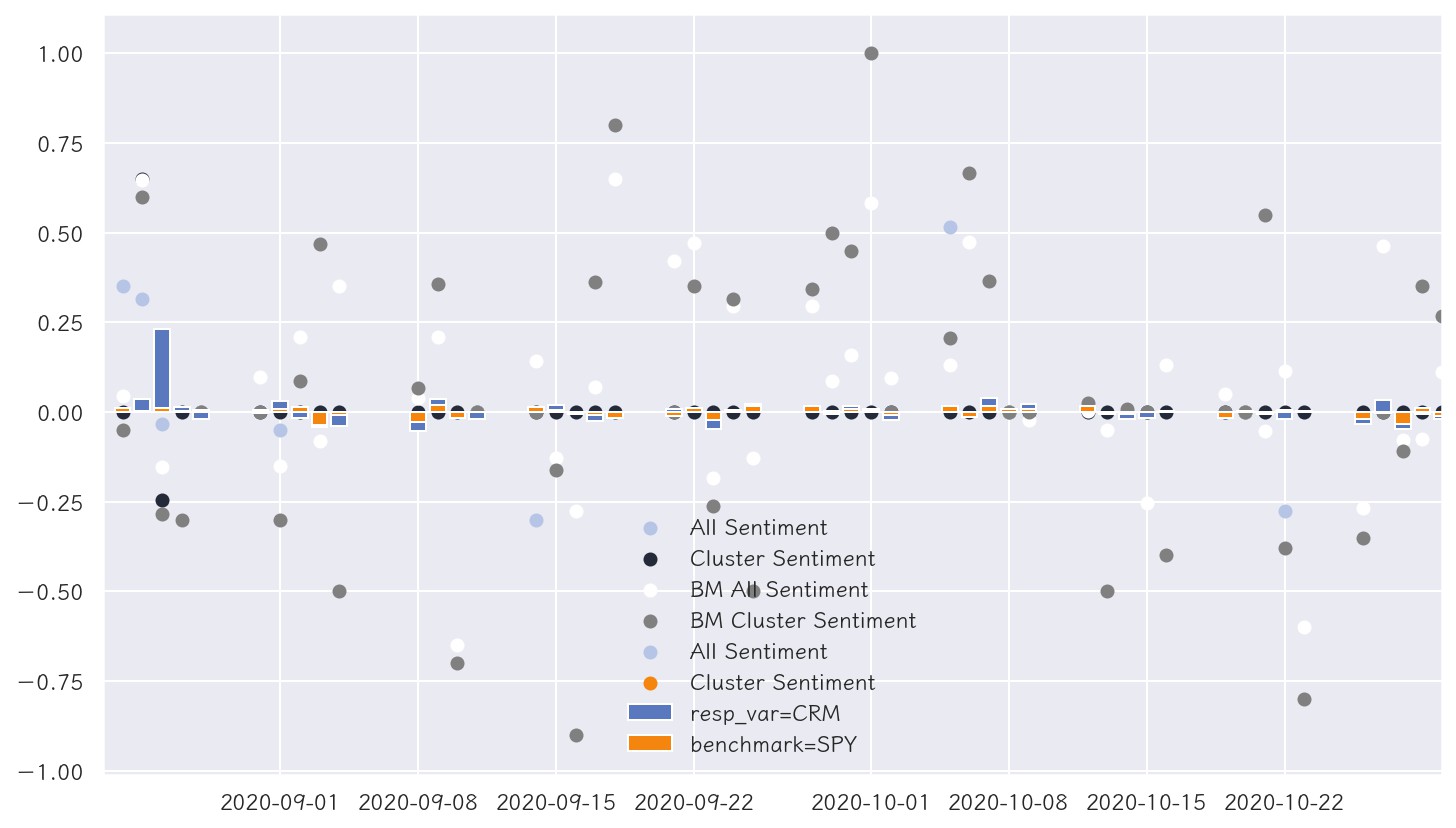 1.00
0.75
0.50
0.25
0.00
−0.25
−0.50
−0.75
−1.00
All Sentiment
Cluster Sentiment
BM All Sentiment
BM Cluster Sentiment
All Sentiment
Cluster Sentiment
resp_var=CRM
benchmark=SPY
2020-09-01 2020-09-08 2020-09-15 2020-09-22 2020-10-01 2020-10-08 2020-10-15 2020-10-22